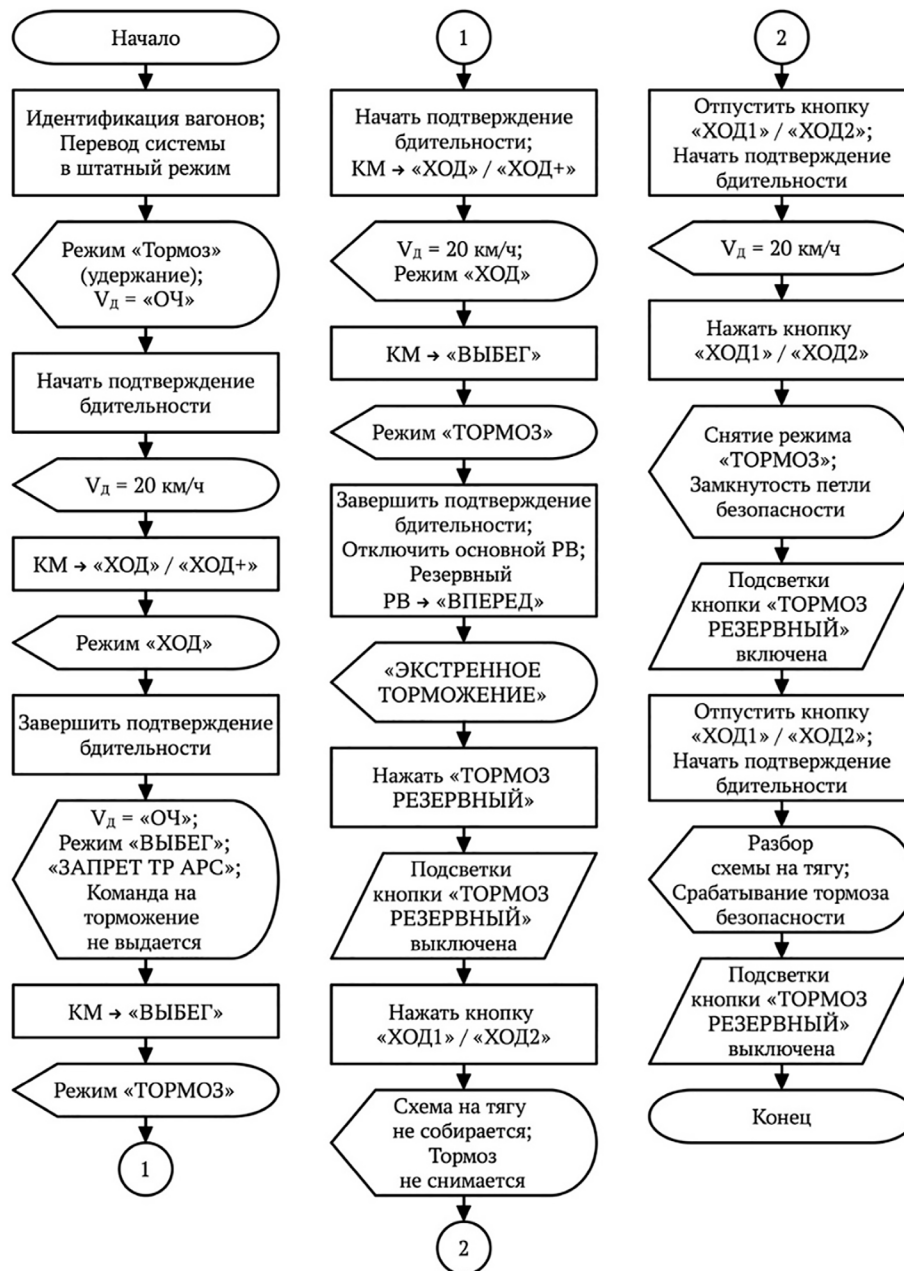 Начало
Идентификация вагонов;
Перевод системы
в штатный режим
Режим «Тормоз»
(удержание);
Vд = «ОЧ»
Начать подтверждение
бдительности
Vд = 20 км/ч
КМ → «ХОД» / «ХОД+»
Режим «ХОД»
Завершить подтверждение
бдительности
Vд = «ОЧ»;
Режим «ВЫБЕГ»;
«ЗАПРЕТ ТР АРС»;
Команда на
торможение
не выдается
КМ → «ВЫБЕГ»
Режим «ТОРМОЗ»
1
1
Начать подтверждение
бдительности;
КМ → «ХОД» / «ХОД+»
Vд = 20 км/ч;
Режим «ХОД»
КМ → «ВЫБЕГ»
Режим «ТОРМОЗ»
Завершить подтверждение
бдительности;
Отключить основной РВ;
Резервный
РВ → «ВПЕРЕД»
«ЭКСТРЕННОЕ
ТОРМОЖЕНИЕ»
Нажать «ТОРМОЗ
РЕЗЕРВНЫЙ»
Подсветки
кнопки «ТОРМОЗ
РЕЗЕРВНЫЙ»
выключена
Нажать кнопку
«ХОД1» / «ХОД2»
Схема на тягу
не собирается;
Тормоз
не снимается
2
2
Отпустить кнопку
«ХОД1» / «ХОД2»;
Начать подтверждение
бдительности
Vд = 20 км/ч
Нажать кнопку
«ХОД1» / «ХОД2»
Снятие режима
«ТОРМОЗ»;
Замкнутость петли
безопасности
Подсветки
кнопки «ТОРМОЗ
РЕЗЕРВНЫЙ»
включена
Отпустить кнопку
«ХОД1» / «ХОД2»;
Начать подтверждение
бдительности
Разбор
схемы на тягу;
Срабатывание тормоза
безопасности
Подсветки
кнопки «ТОРМОЗ
РЕЗЕРВНЫЙ»
выключена
Конец